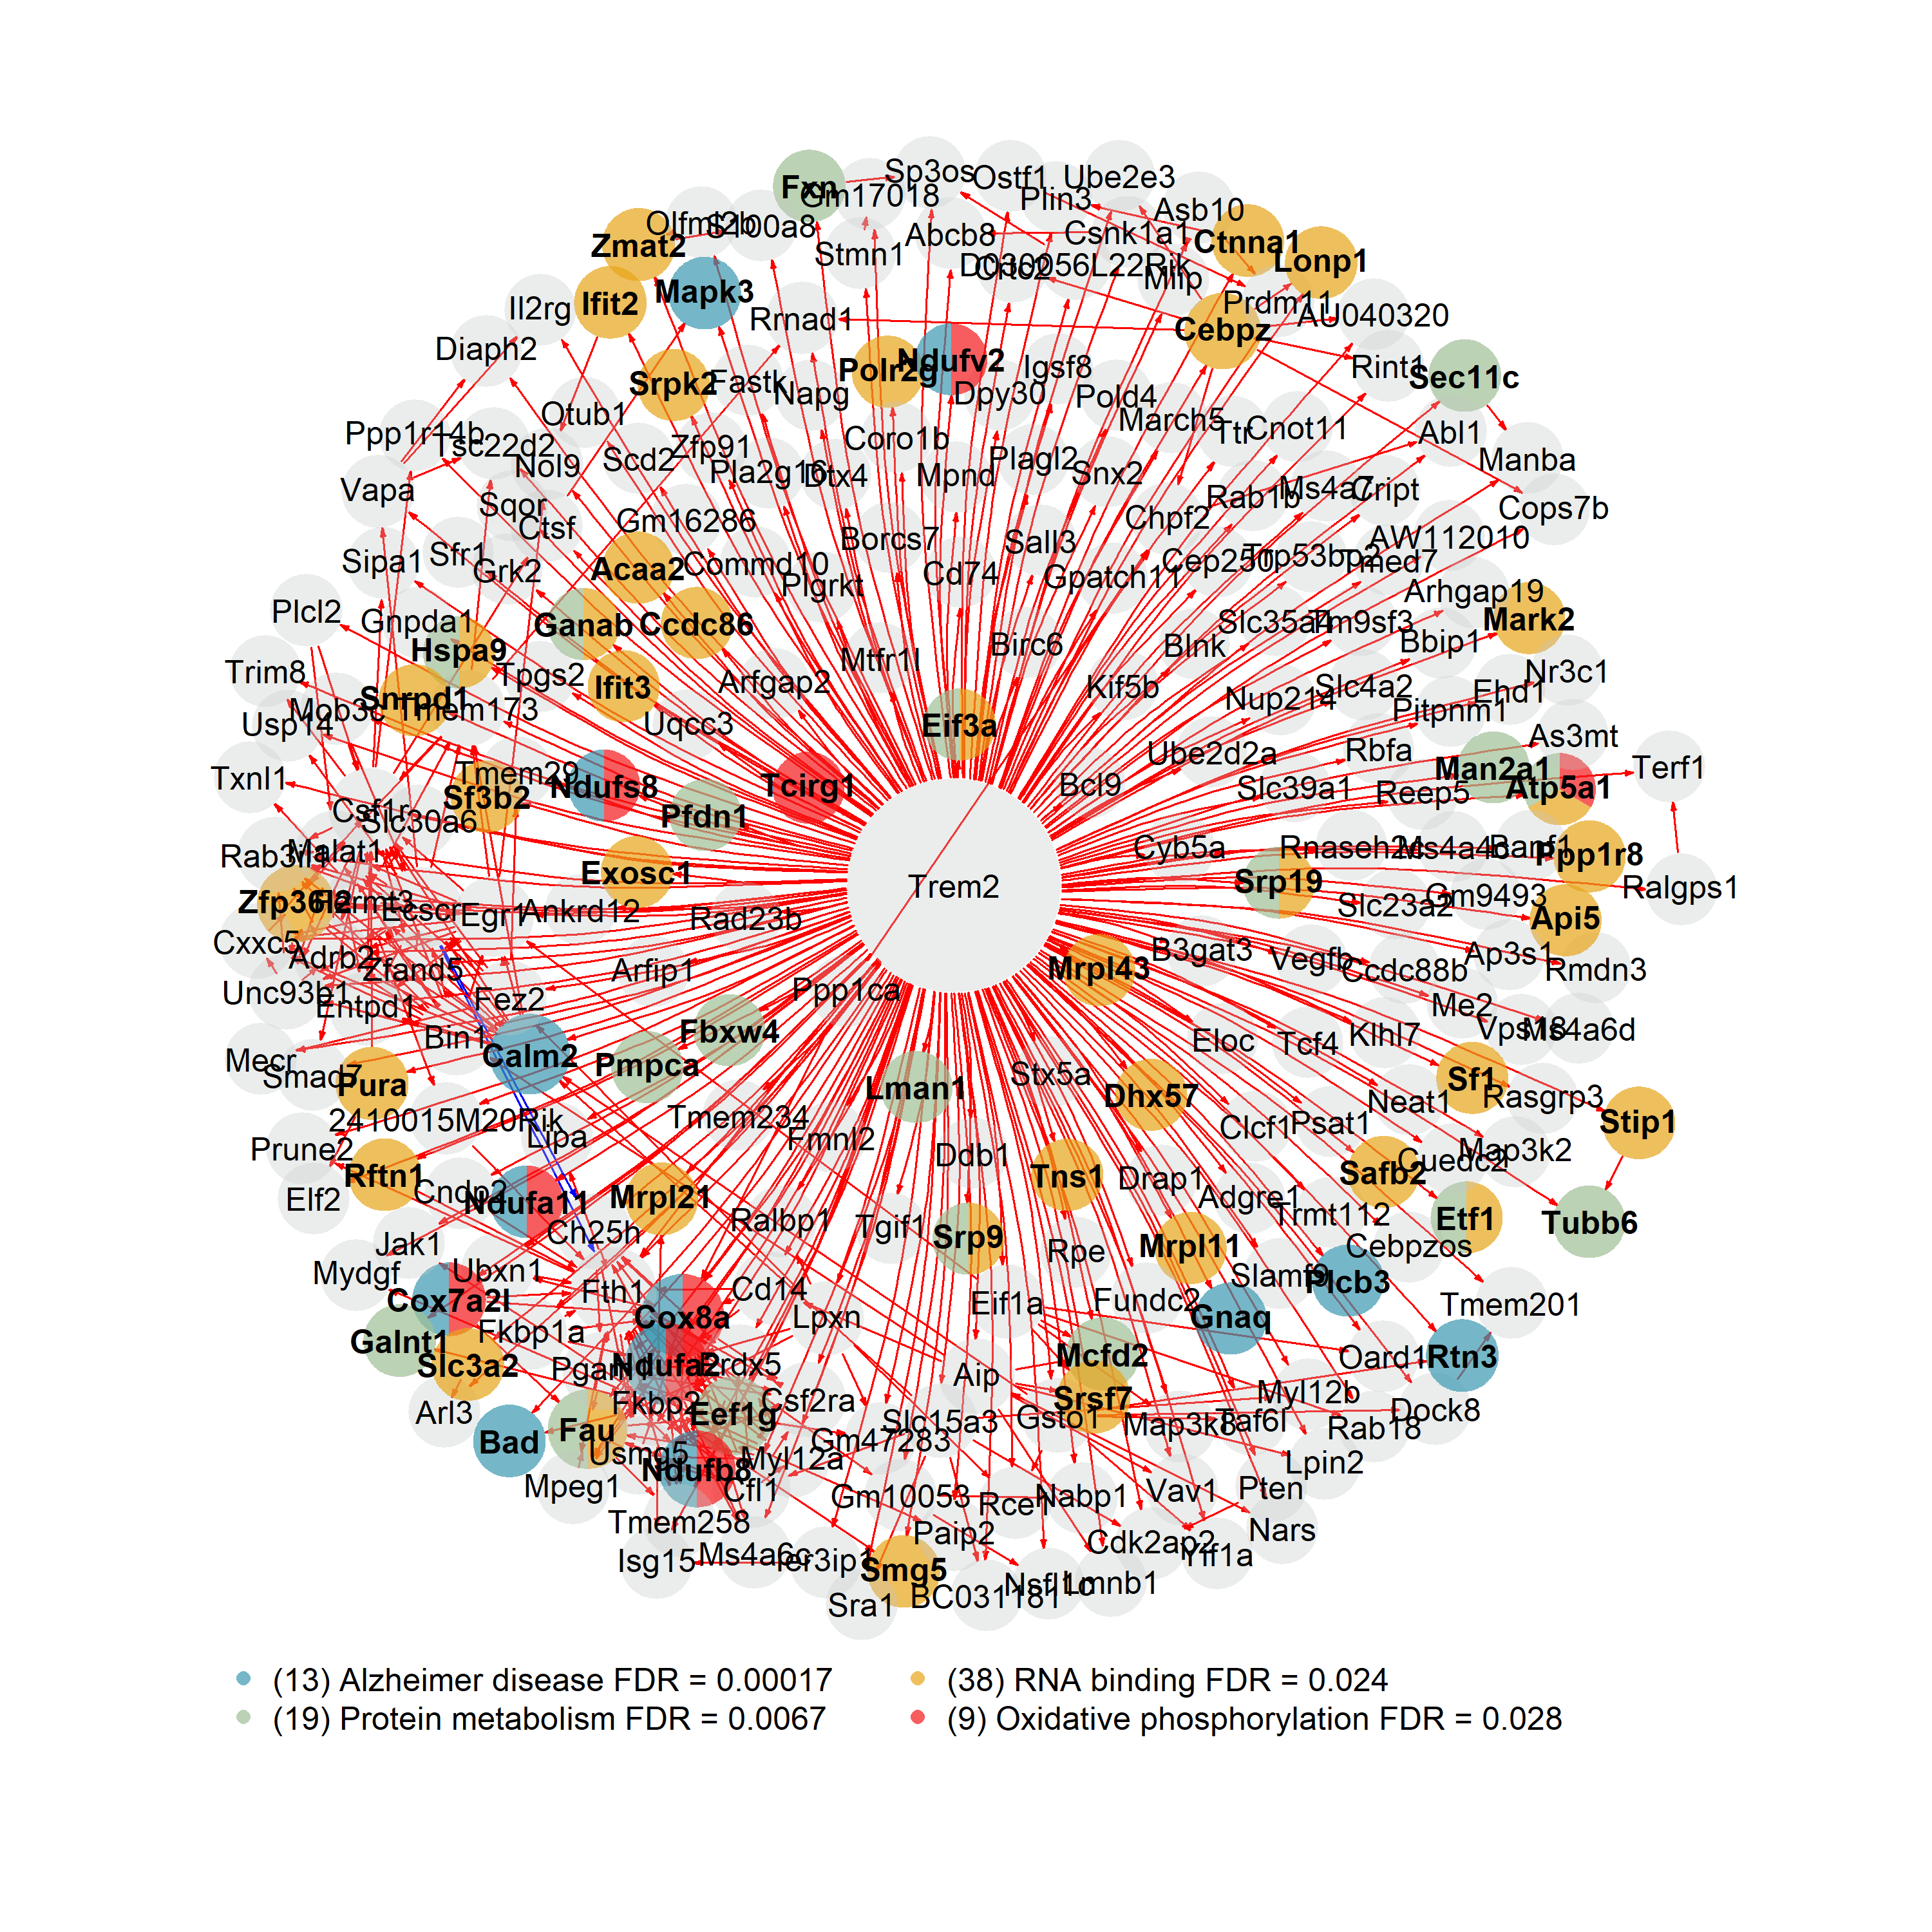 Sp3os
Ostf1
Ube2e3
Fxn
Gm17018
Plin3
Asb10
Olfml2b
S100a8
Zmat2
Stmn1
Abcb8
Csnk1a1
Ctnna1
Lonp1
D030056L22Rik
Crtc2
Mlip
Mapk3
Ifit2
Il2rg
Prdm11
AU040320
Rrnad1
Cebpz
Diaph2
Polr2g
Ndufv2
Igsf8
Rint1
Sec11c
Srpk2
Fastk
Napg
Dpy30
Pold4
Otub1
March5
Ttr
Cnot11
Abl1
Ppp1r14b
Tsc22d2
Zfp91
Coro1b
Nol9
Scd2
Pla2g16
Dtx4
Mpnd
Plagl2
Snx2
Manba
Vapa
Sqor
Rab1b
Ms4a7
Cript
Cops7b
Ctsf
Gm16286
Chpf2
AW112010
Borcs7
Sall3
Sipa1
Sfr1
Grk2
Acaa2
Commd10
Plgrkt
Cd74
Gpatch11
Cep250
Trp53bp2
Tmed7
Arhgap19
Plcl2
Gnpda1
Ganab
Ccdc86
Slc35a4
Tm9sf3
Mark2
Hspa9
Mtfr1l
Birc6
Blnk
Bbip1
Trim8
Tpgs2
Ifit3
Arfgap2
Kif5b
Nup214
Slc4a2
Ehd1
Nr3c1
Snrpd1
Mob3c
Tmem173
Usp14
Uqcc3
Eif3a
Pitpnm1
As3mt
Ube2d2a
Rbfa
Txnl1
Tmem29
Sf3b2
Ndufs8
Tcirg1
Bcl9
Slc39a1
Reep5
Man2a1
Atp5a1
Terf1
Csf1r
Slc30a6
Pfdn1
Malat1
Cyb5a
Ms4a4c
Banf1
Ppp1r8
Exosc1
Trem2
Srp19
Ralgps1
Zfp36l2
Fermt3
Ecscr
Egr1
Ankrd12
Rad23b
Slc23a2
Gm9493
Api5
Cxxc5
Adrb2
Zfand5
Arfip1
Mrpl43
B3gat3
Vegfb
Ccdc88b
Ap3s1
Rmdn3
Unc93b1
Entpd1
Fez2
Ppp1ca
Me2
Vps18
Ms4a6d
Bin1
Calm2
Fbxw4
Eloc
Tcf4
Klhl7
Mecr
Smad7
Pura
Pmpca
Lman1
Stx5a
Dhx57
Sf1
Rasgrp3
Neat1
Stip1
2410015M20Rik
Lipa
Tmem234
Fmnl2
Clcf1
Psat1
Prune2
Ddb1
Cuedc2
Map3k2
Rftn1
Tns1
Drap1
Safb2
Elf2
Cndp2
Ndufa11
Mrpl21
Adgre1
Trmt112
Etf1
Tubb6
Ch25h
Ralbp1
Tgif1
Srp9
Rpe
Mrpl11
Cebpzos
Jak1
Mydgf
Ubxn1
Fth1
Cd14
Slamf9
Plcb3
Cox7a2l
Cox8a
Lpxn
Eif1a
Fundc2
Gnaq
Tmem201
Galnt1
Fkbp1a
Slc3a2
Pgam1
Ndufa2
Prdx5
Aip
Mcfd2
Oard1
Rtn3
Fkbp2
Csf2ra
Srsf7
Myl12b
Arl3
Dock8
Bad
Fau
Eef1g
Gm47283
Slc15a3
Gsto1
Map3k8
Taf6l
Rab18
Usmg5
Ndufb8
Myl12a
Lpin2
Mpeg1
Cfl1
Gm10053
Rce1
Nabp1
Vav1
Pten
Tmem258
Paip2
Nars
Isg15
Ms4a6c
Ier3ip1
Smg5
Cdk2ap2
Yif1a
Sra1
BC031181
Nsfl1c
Lmnb1
(13) Alzheimer disease FDR = 0.00017
(38) RNA binding FDR = 0.024
(19) Protein metabolism FDR = 0.0067
(9) Oxidative phosphorylation FDR = 0.028